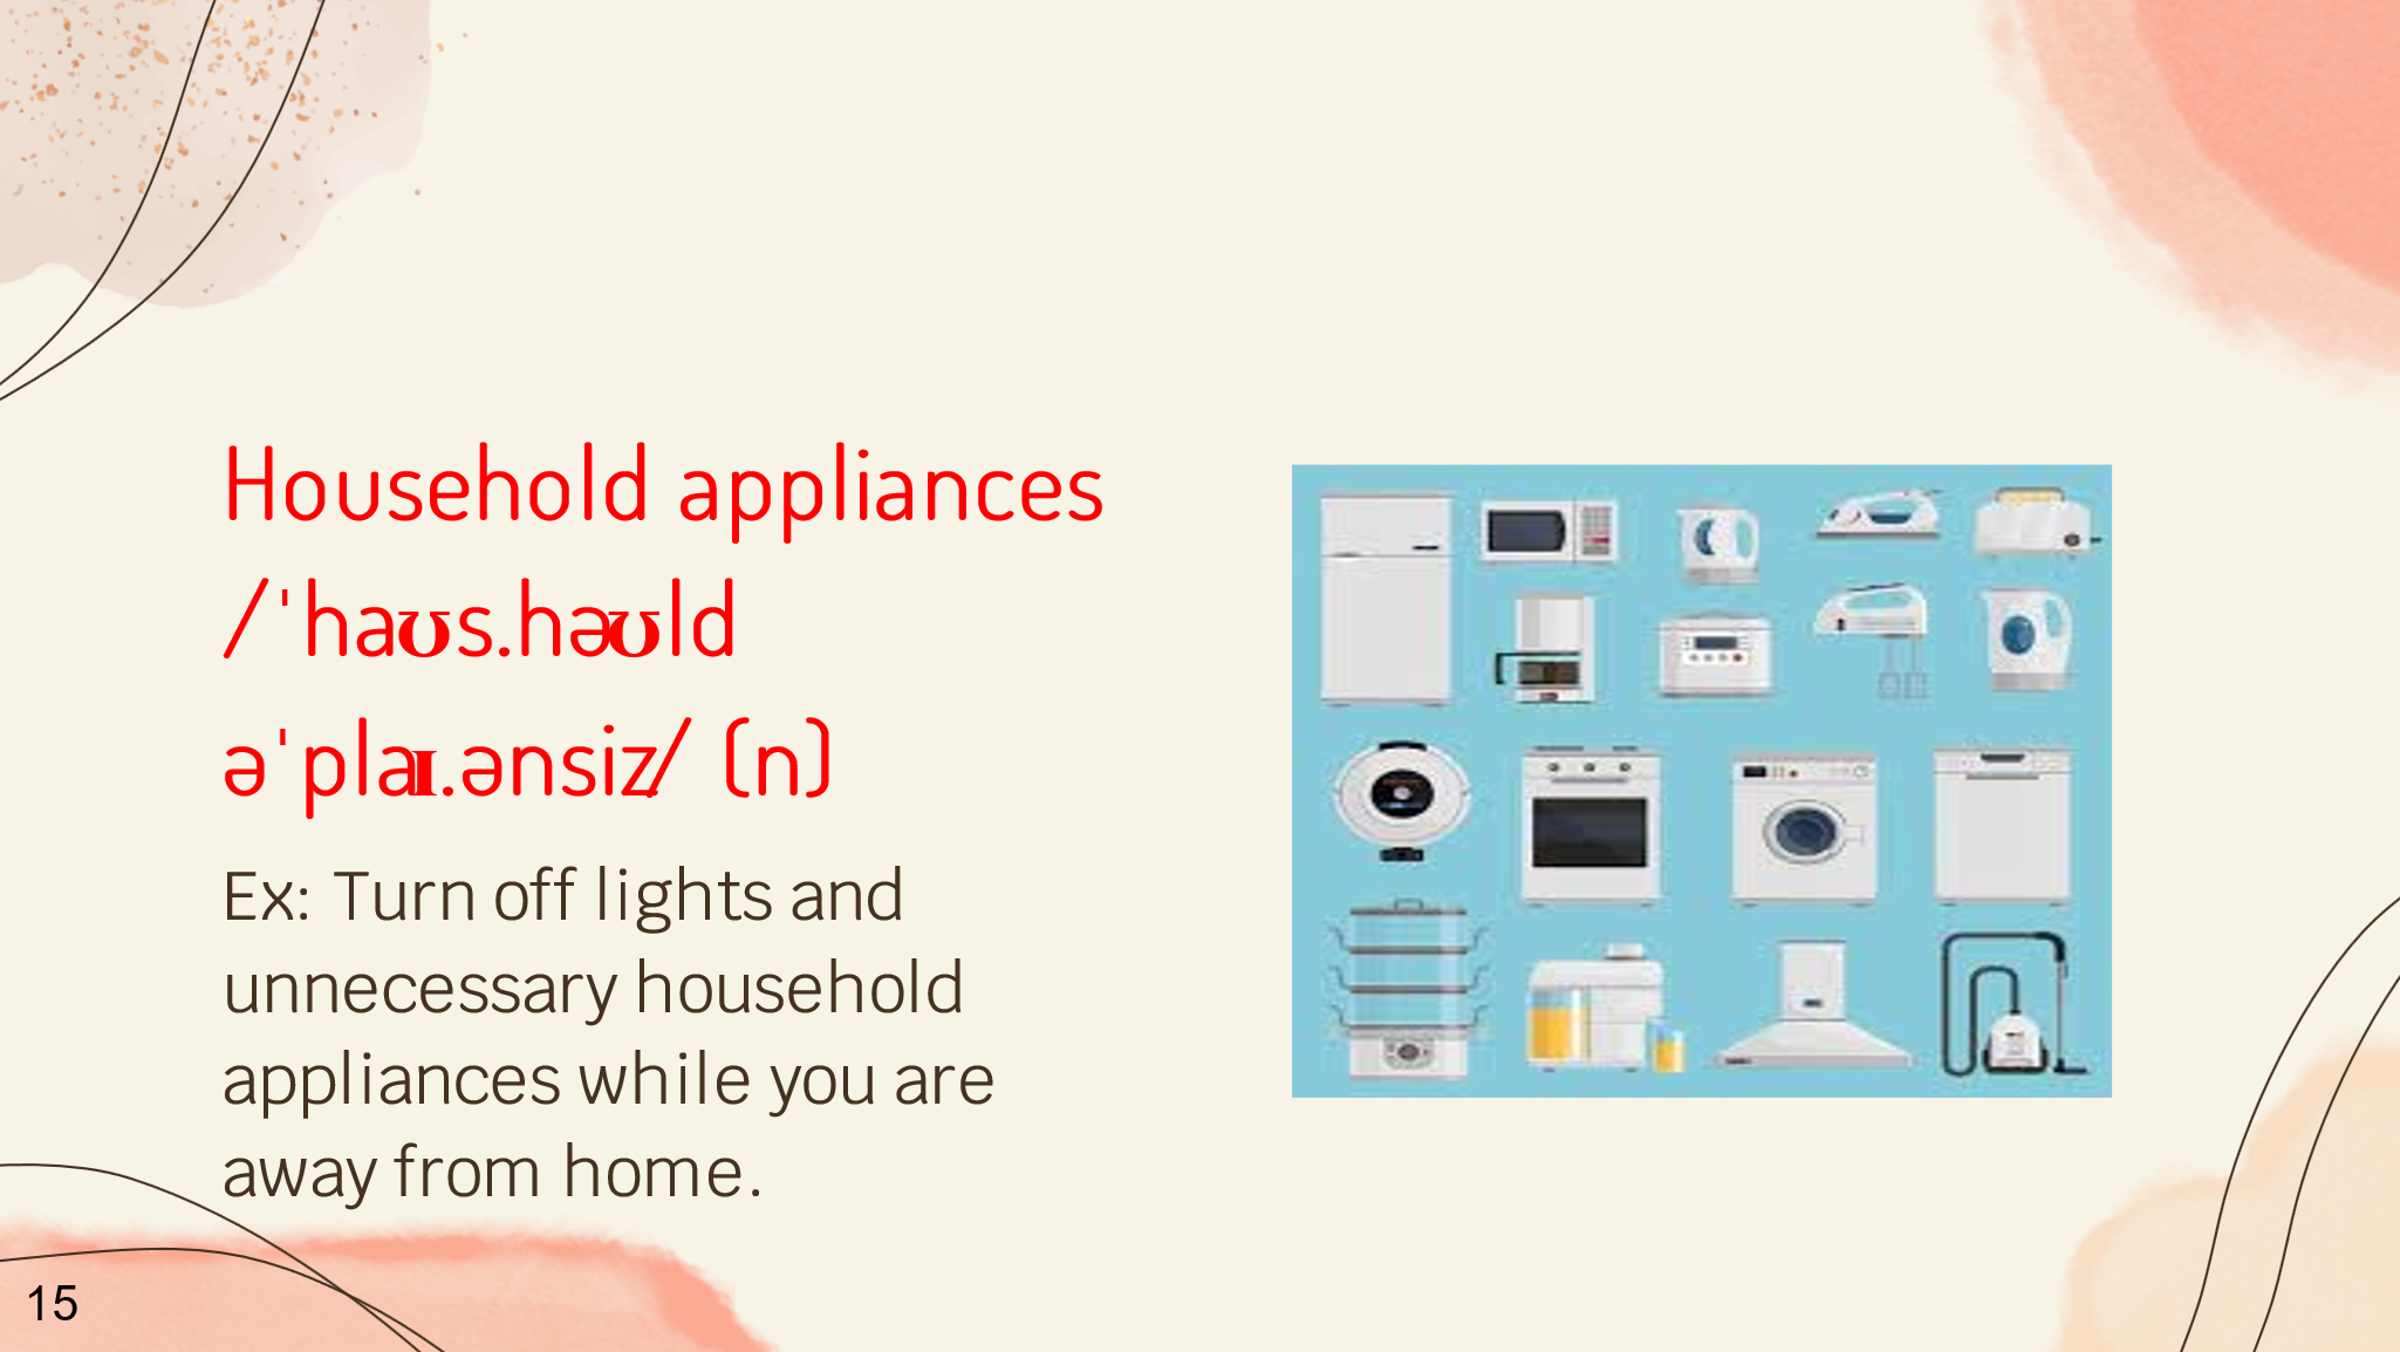 Household appliances
/ˈhaʊs.həʊld
əˈplaɪ.ənsiz/ (n)
Ex: Turn off lights and
unnecessary household
appliances while you are
away from home.
15